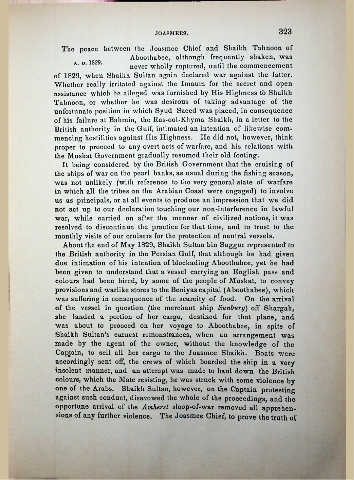 JOASMEES. 323
The peace between the Joasmee Chief and Shaikh Tahnoon of
A. D. 1829. Aboothabee, although frequently shaken, was
never wholly ruptured, until the commencement
of 1829, when Shaikh Sultan again declared war against the latter.
Whether really irritated against the Imaum for the secret and open
assistance which he alleged was furnished by His Highness to Shaikh
Tahnoon, or whether he was desirous of taking advantage of the
unfortunate position in which Syud Saeed was placed, in consequence
of his failure at Bahrein, the Ras-ool-Khyma Shaikh, in a letter to the
British authority in the Gulf, intimated an intention of likewise com-
mencing hostilities against His Highness. He did not, however, think
proper to proceed to any overt acts of warfare, and his relations with
the Muskat Government gradually resumed their old footing.
It being considered by the British Government that the cruising of
the ships of war on the pearl banks, as usual during the fishing season,
was not unlikely (with reference to the very general state of warfare
in which all the tribes on the Arabian Coast were engaged) to involve
us as principals, or at all events to produce an impression that we did
not act up to our declaration touching our non-interference in lawful
war, while carried on after the manner of civilized nations, it was
resolved to discontinue the practice for that time, and to trust to the
monthly visits of our cruisers for the protection of neutral vessels.
About the end of May 1829, Shaikh Sultan bin Suggur represented to
the British authority in the Persian Gulf, that although he had given
due intimation of his intention of blockading Aboothabee, yet he had
been given to understand that a vessel carrying an English pass and
colours had been hired, by some of the people of Muskat, to convey
provisions and warlike stores to the Beniyas capital (Aboothabee), which
was suffering in consequence of the scarcity of food. On the arrival
of the vessel in question (the merchant ship Sunbury) off Shargah,
she landed a portion of her cargo, destined for that place, and
was about to proceed on her voyage to Aboothabee, in spite of
Shaikh Sultan's earnest remonstrances, when an arrangement was
made by the agent of the owner, without the knowledge of the
Captain, to sell all her cargo to the Joasmee Shaikh. Boats were
accordingly sent off, the crews of which boarded the ship in a very
insolent manner, and an attempt was made to haul down the British
colours, which the Mate resisting, he was struck with some violence by
one of the Arabs. Shaikh Sultan, however, on the Captain protesting
against such conduct, disavowed the whole of the proceedings, and the
opportune arrival of the Amherst sloop-of-war removed all apprehen-
sions of any further violence. The Joasmee Chief, to prove the truth of